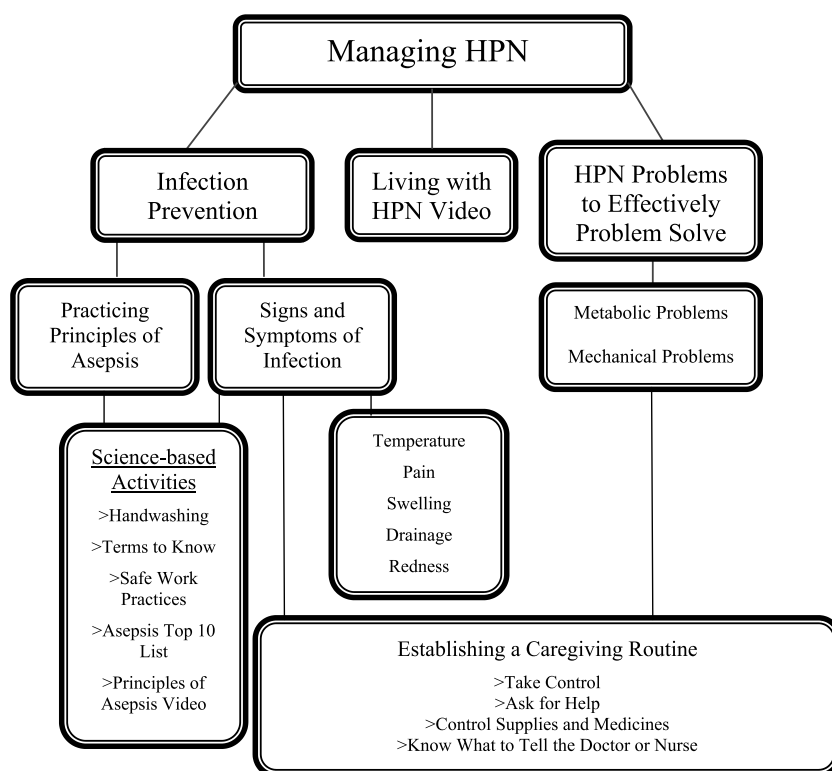 Managing HPN
Infection
Prevention
Living with
HPN Video
HPN Problems
to Effectively
Problem Solve
Practicing
Principles of
Asepsis
Signs and
Symptoms of
Infection
Metabolic Problems
Mechanical Problems
Science-based
Activities
>Handwashing
>Terms to Know
>Safe Work
Practices
>Asepsis Top 10
List
>Principles of
Asepsis Video
Temperature
Pain
Swelling
Drainage
Redness
Establishing a Caregiving Routine
>Take Control
>Ask for Help
>Control Supplies and Medicines
>Know What to Tell the Doctor or Nurse